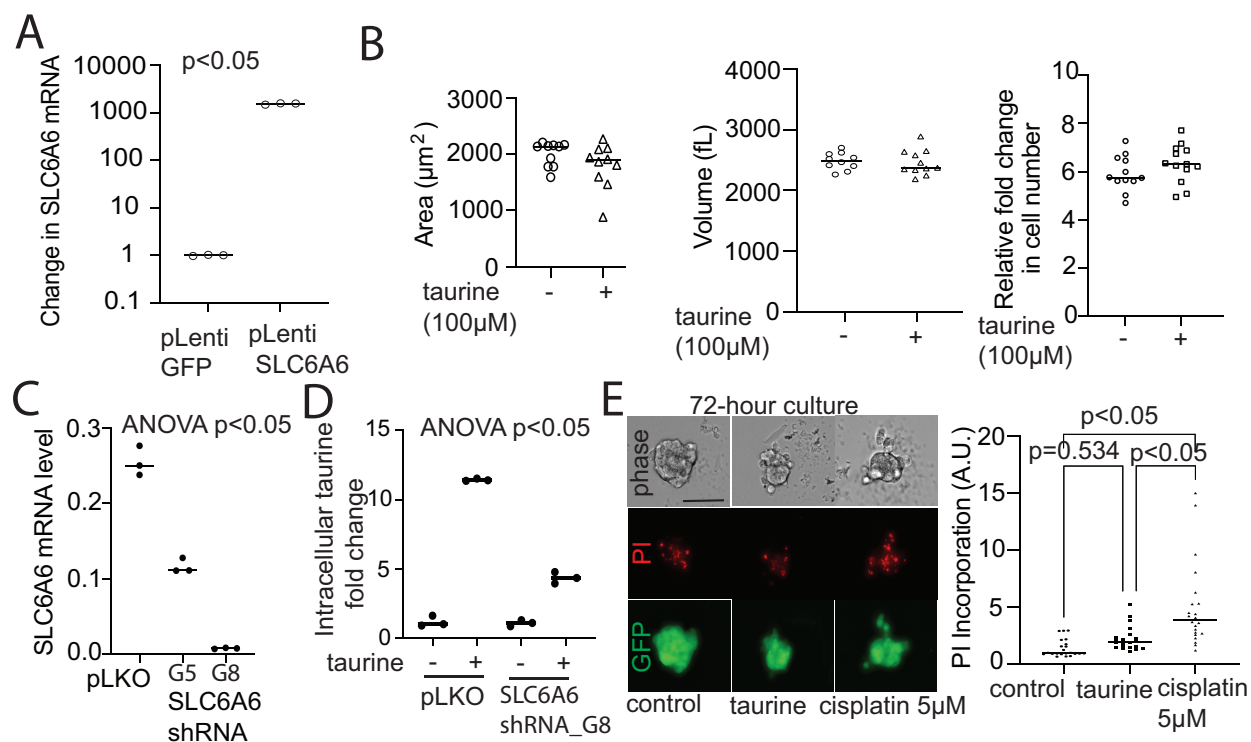 A
p<0.05
Change in SLC6A6 mRNA
10000
1000
100
10
1
0.1
pLenti
GFP
pLenti
SLC6A6
B
Area (µm²)
3000
2000
1000
0
taurine
(100µM)
- +
Volume (fL)
4000
3000
2000
1000
0
taurine
(100µM)
- +
Relative fold change
in cell number
10
8
6
4
2
0
taurine
(100µM)
- +
C
ANOVA p<0.05
SLC6A6 mRNA level
0.3
0.2
0.1
0.0
pLKO
G5 G8
SLC6A6
shRNA
D
ANOVA p<0.05
Intracellular taurine
fold change
15
10
5
0
taurine - + - +
pLKO
SLC6A6
shRNA_G8
E
72-hour culture
phase
PI
GFP
control taurine cisplatin 5µM
p<0.05
p=0.534
p<0.05
PI Incorporation (A.U.)
20
15
10
5
0
control taurine cisplatin
5µM